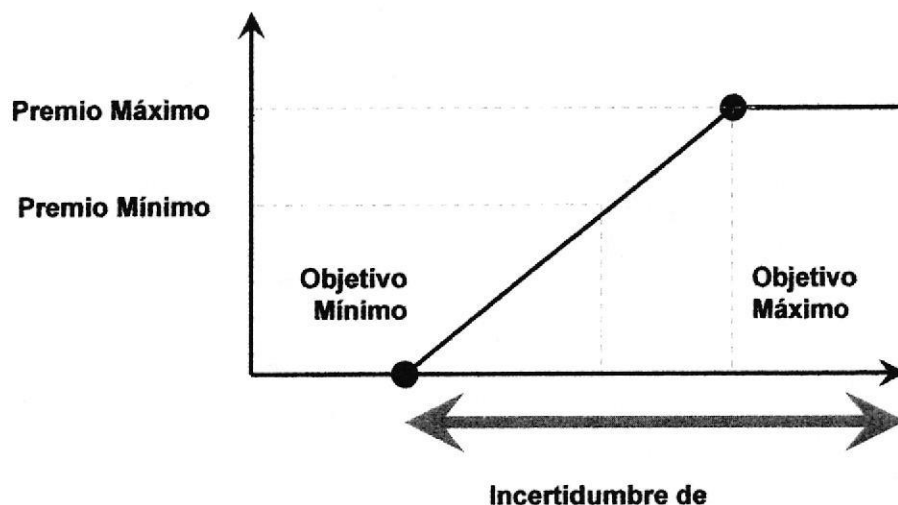 Premio Máximo
Premio Mínimo
Objetivo
Mínimo
Objetivo
Máximo
Incertidumbre de